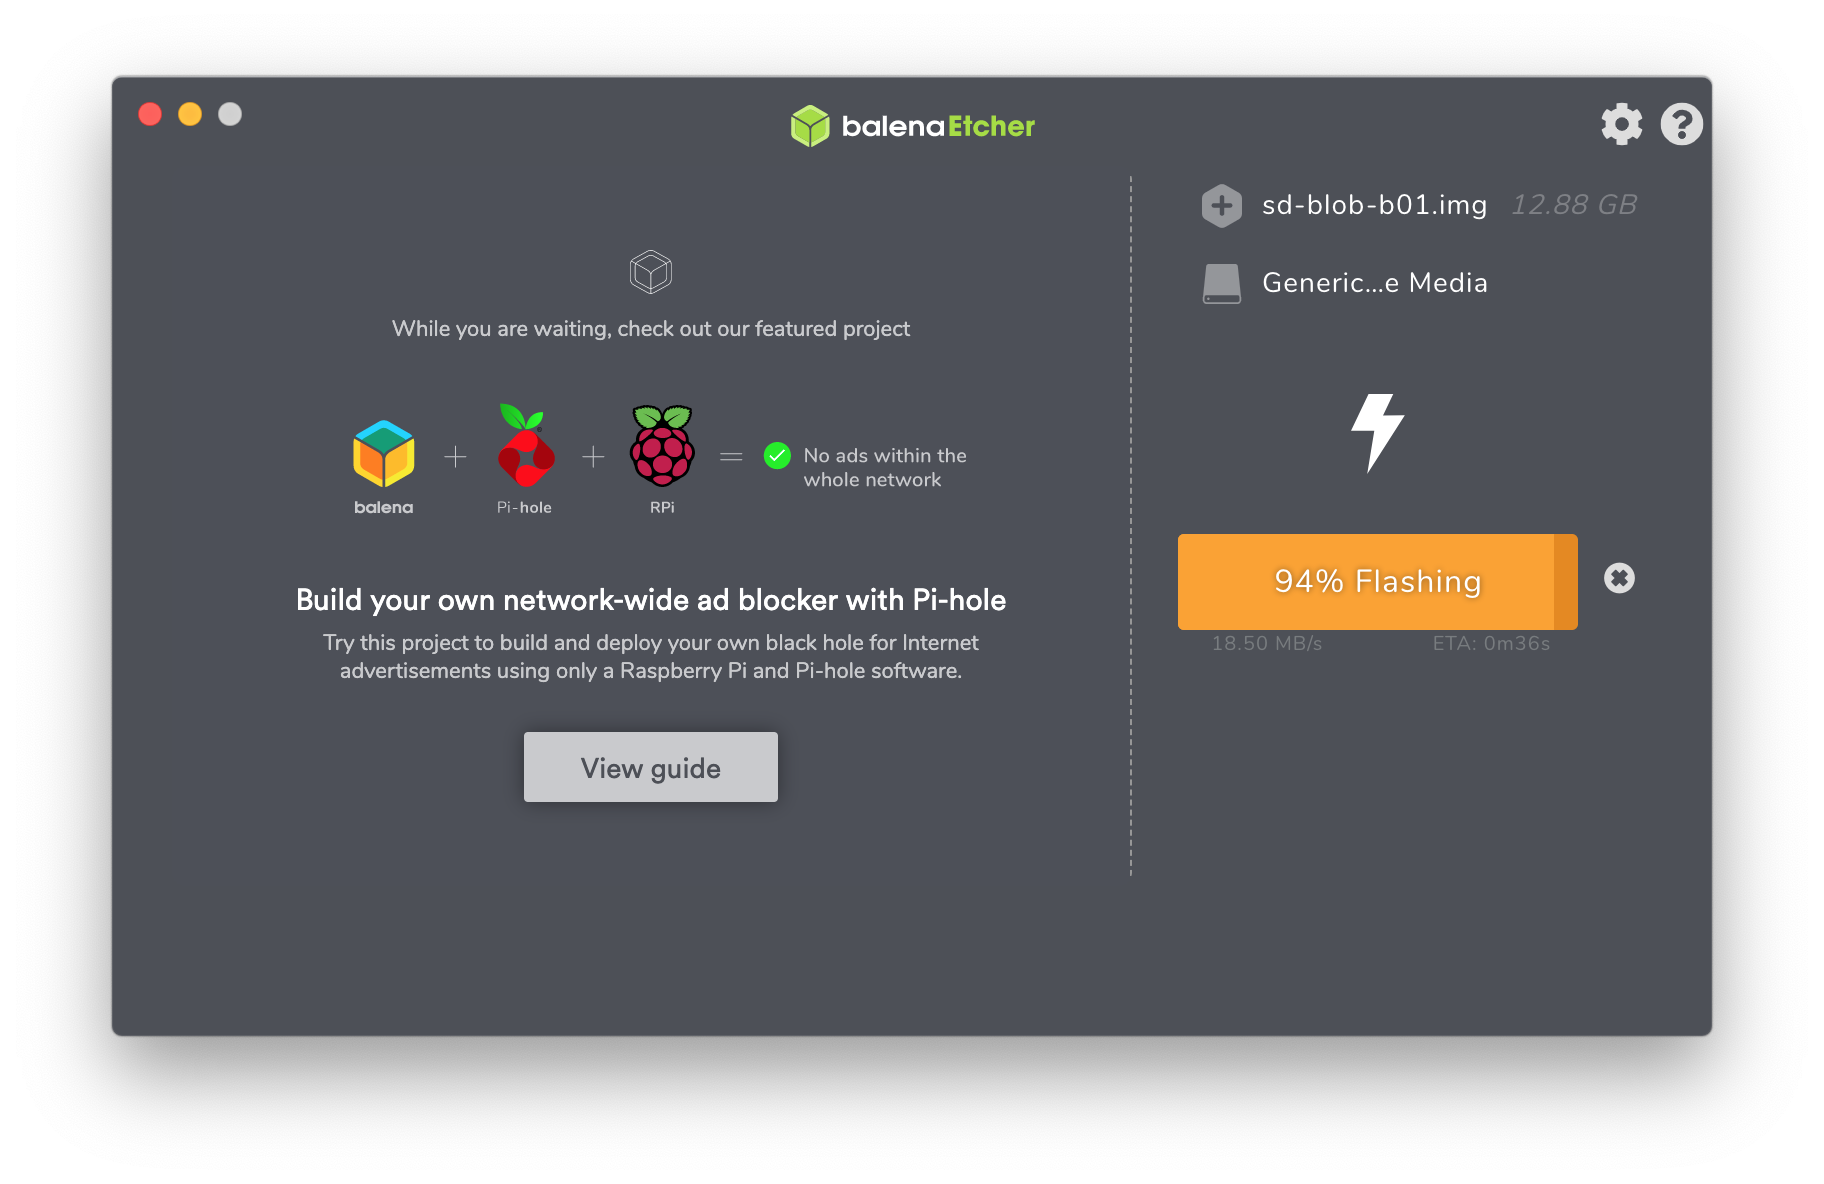 balenaEtcher
While you are waiting, check out our featured project
balena
Pi-hole
RPi
No ads within the
whole network
Build your own network-wide ad blocker with Pi-hole
Try this project to build and deploy your own black hole for Internet
advertisements using only a Raspberry Pi and Pi-hole software.
View guide
sd-blob-b01.img 12.88 GB
Generic...e Media
94% Flashing
18.50 MB/s ETA: 0m36s